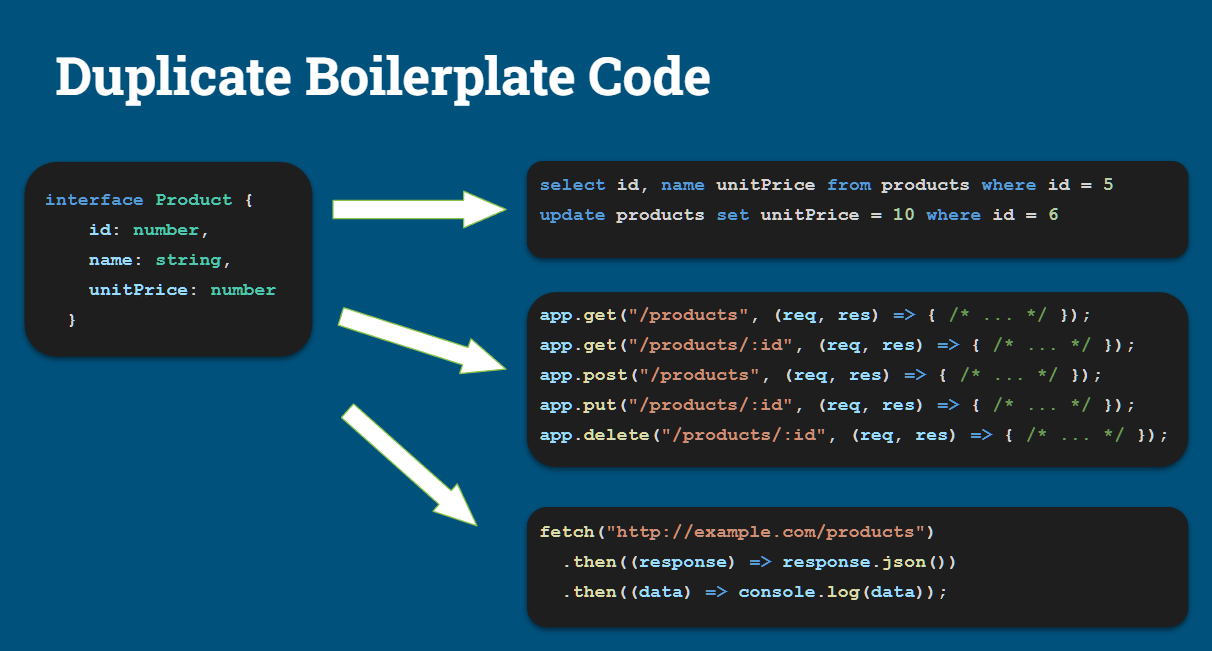 Duplicate Boilerplate Code
interface Product {
    id: number,
    name: string,
    unitPrice: number
  }
select id, name unitPrice from products where id = 5
update products set unitPrice = 10 where id = 6
app.get("/products", (req, res) => { /* ... */ });
app.get("/products/:id", (req, res) => { /* ... */ });
app.post("/products", (req, res) => { /* ... */ });
app.put("/products/:id", (req, res) => { /* ... */ });
app.delete("/products/:id", (req, res) => { /* ... */ });
fetch("http://example.com/products")
  .then((response) => response.json())
  .then((data) => console.log(data));